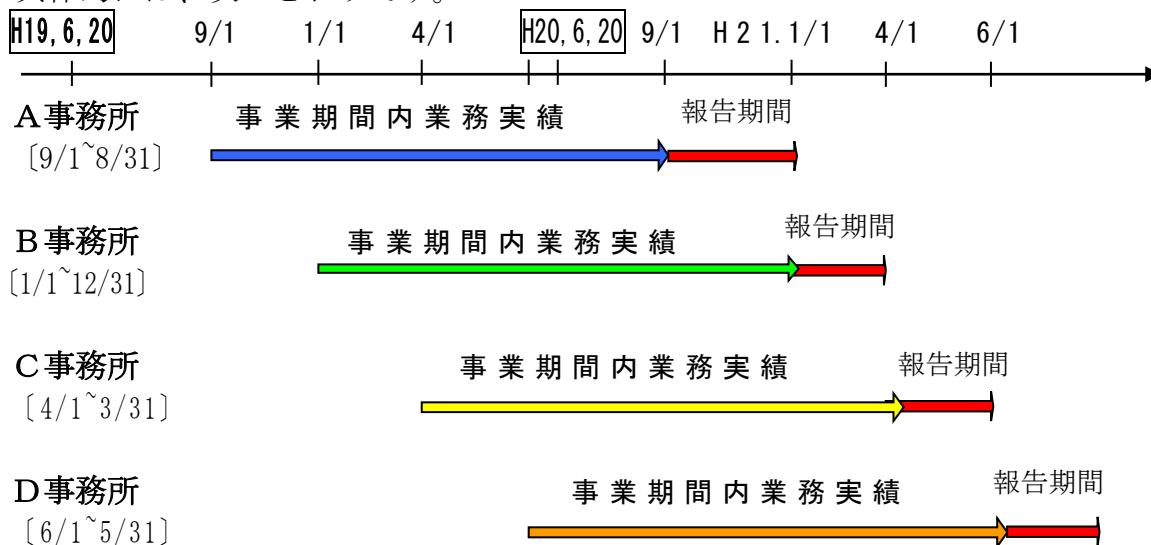 H19,6,20 9/1 1/1 4/1 H20,6,20 9/1 H21.1/1 4/1 6/1
A事務所 事業期間内業務実績 報告期間
〔9/1~8/31〕
B事務所 事業期間内業務実績 報告期間
〔1/1~12/31〕
C事務所 事業期間内業務実績 報告期間
〔4/1~3/31〕
D事務所 事業期間内業務実績 報告期間
〔6/1~5/31〕